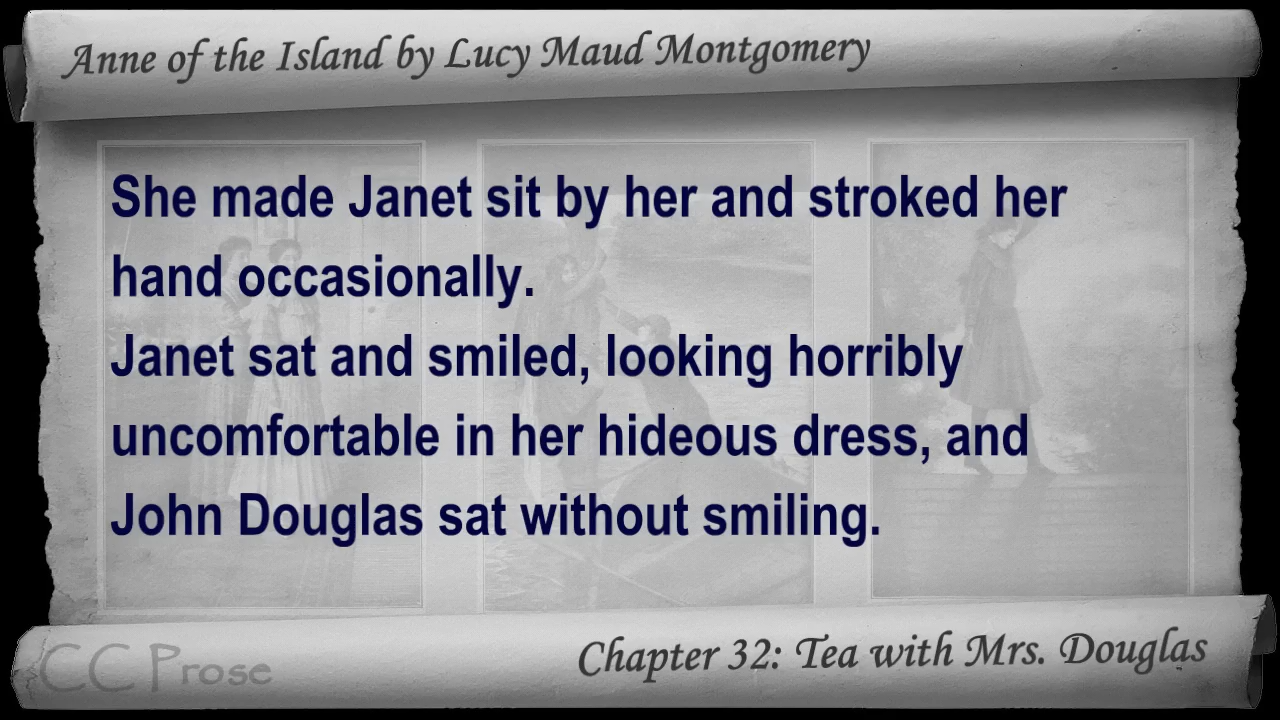 Anne of the Island by Lucy Maud Montgomery
She made Janet sit by her and stroked her
hand occasionally.
Janet sat and smiled, looking horribly
uncomfortable in her hideous dress, and
John Douglas sat without smiling.
CC Prose
Chapter 32: Tea with Mrs. Douglas